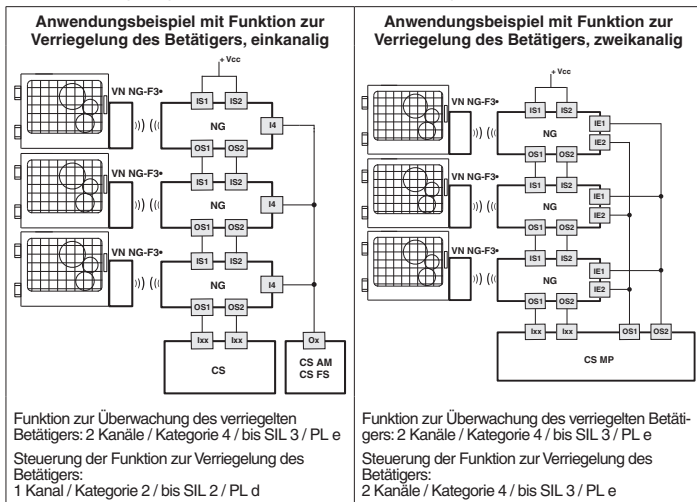 Anwendungsbeispiel mit Funktion zur
Verriegelung des Betätigers, einkanalig
+ Vcc
VN NG-F3•
IS1
IS2
NG
I4
OS1
OS2
VN NG-F3•
IS1
IS2
NG
I4
OS1
OS2
VN NG-F3•
IS1
IS2
NG
I4
OS1
OS2
Ixx
Ixx
CS
Ox
CS AM
CS FS
Funktion zur Überwachung des verriegelten
Betätigers: 2 Kanäle / Kategorie 4 / bis SIL 3 / PL e
Steuerung der Funktion zur Verriegelung des
Betätigers:
1 Kanal / Kategorie 2 / bis SIL 2 / PL d
Anwendungsbeispiel mit Funktion zur
Verriegelung des Betätigers, zweikanalig
+ Vcc
VN NG-F3•
IS1
IS2
NG
IE1
IE2
OS1
OS2
VN NG-F3•
IS1
IS2
NG
IE1
IE2
OS1
OS2
VN NG-F3•
IS1
IS2
NG
IE1
IE2
OS1
OS2
Ixx
Ixx
OS1
OS2
CS MP
Funktion zur Überwachung des verriegelten Betäti-
gers: 2 Kanäle / Kategorie 4 / bis SIL 3 / PL e
Steuerung der Funktion zur Verriegelung des
Betätigers:
2 Kanäle / Kategorie 4 / bis SIL 3 / PL e